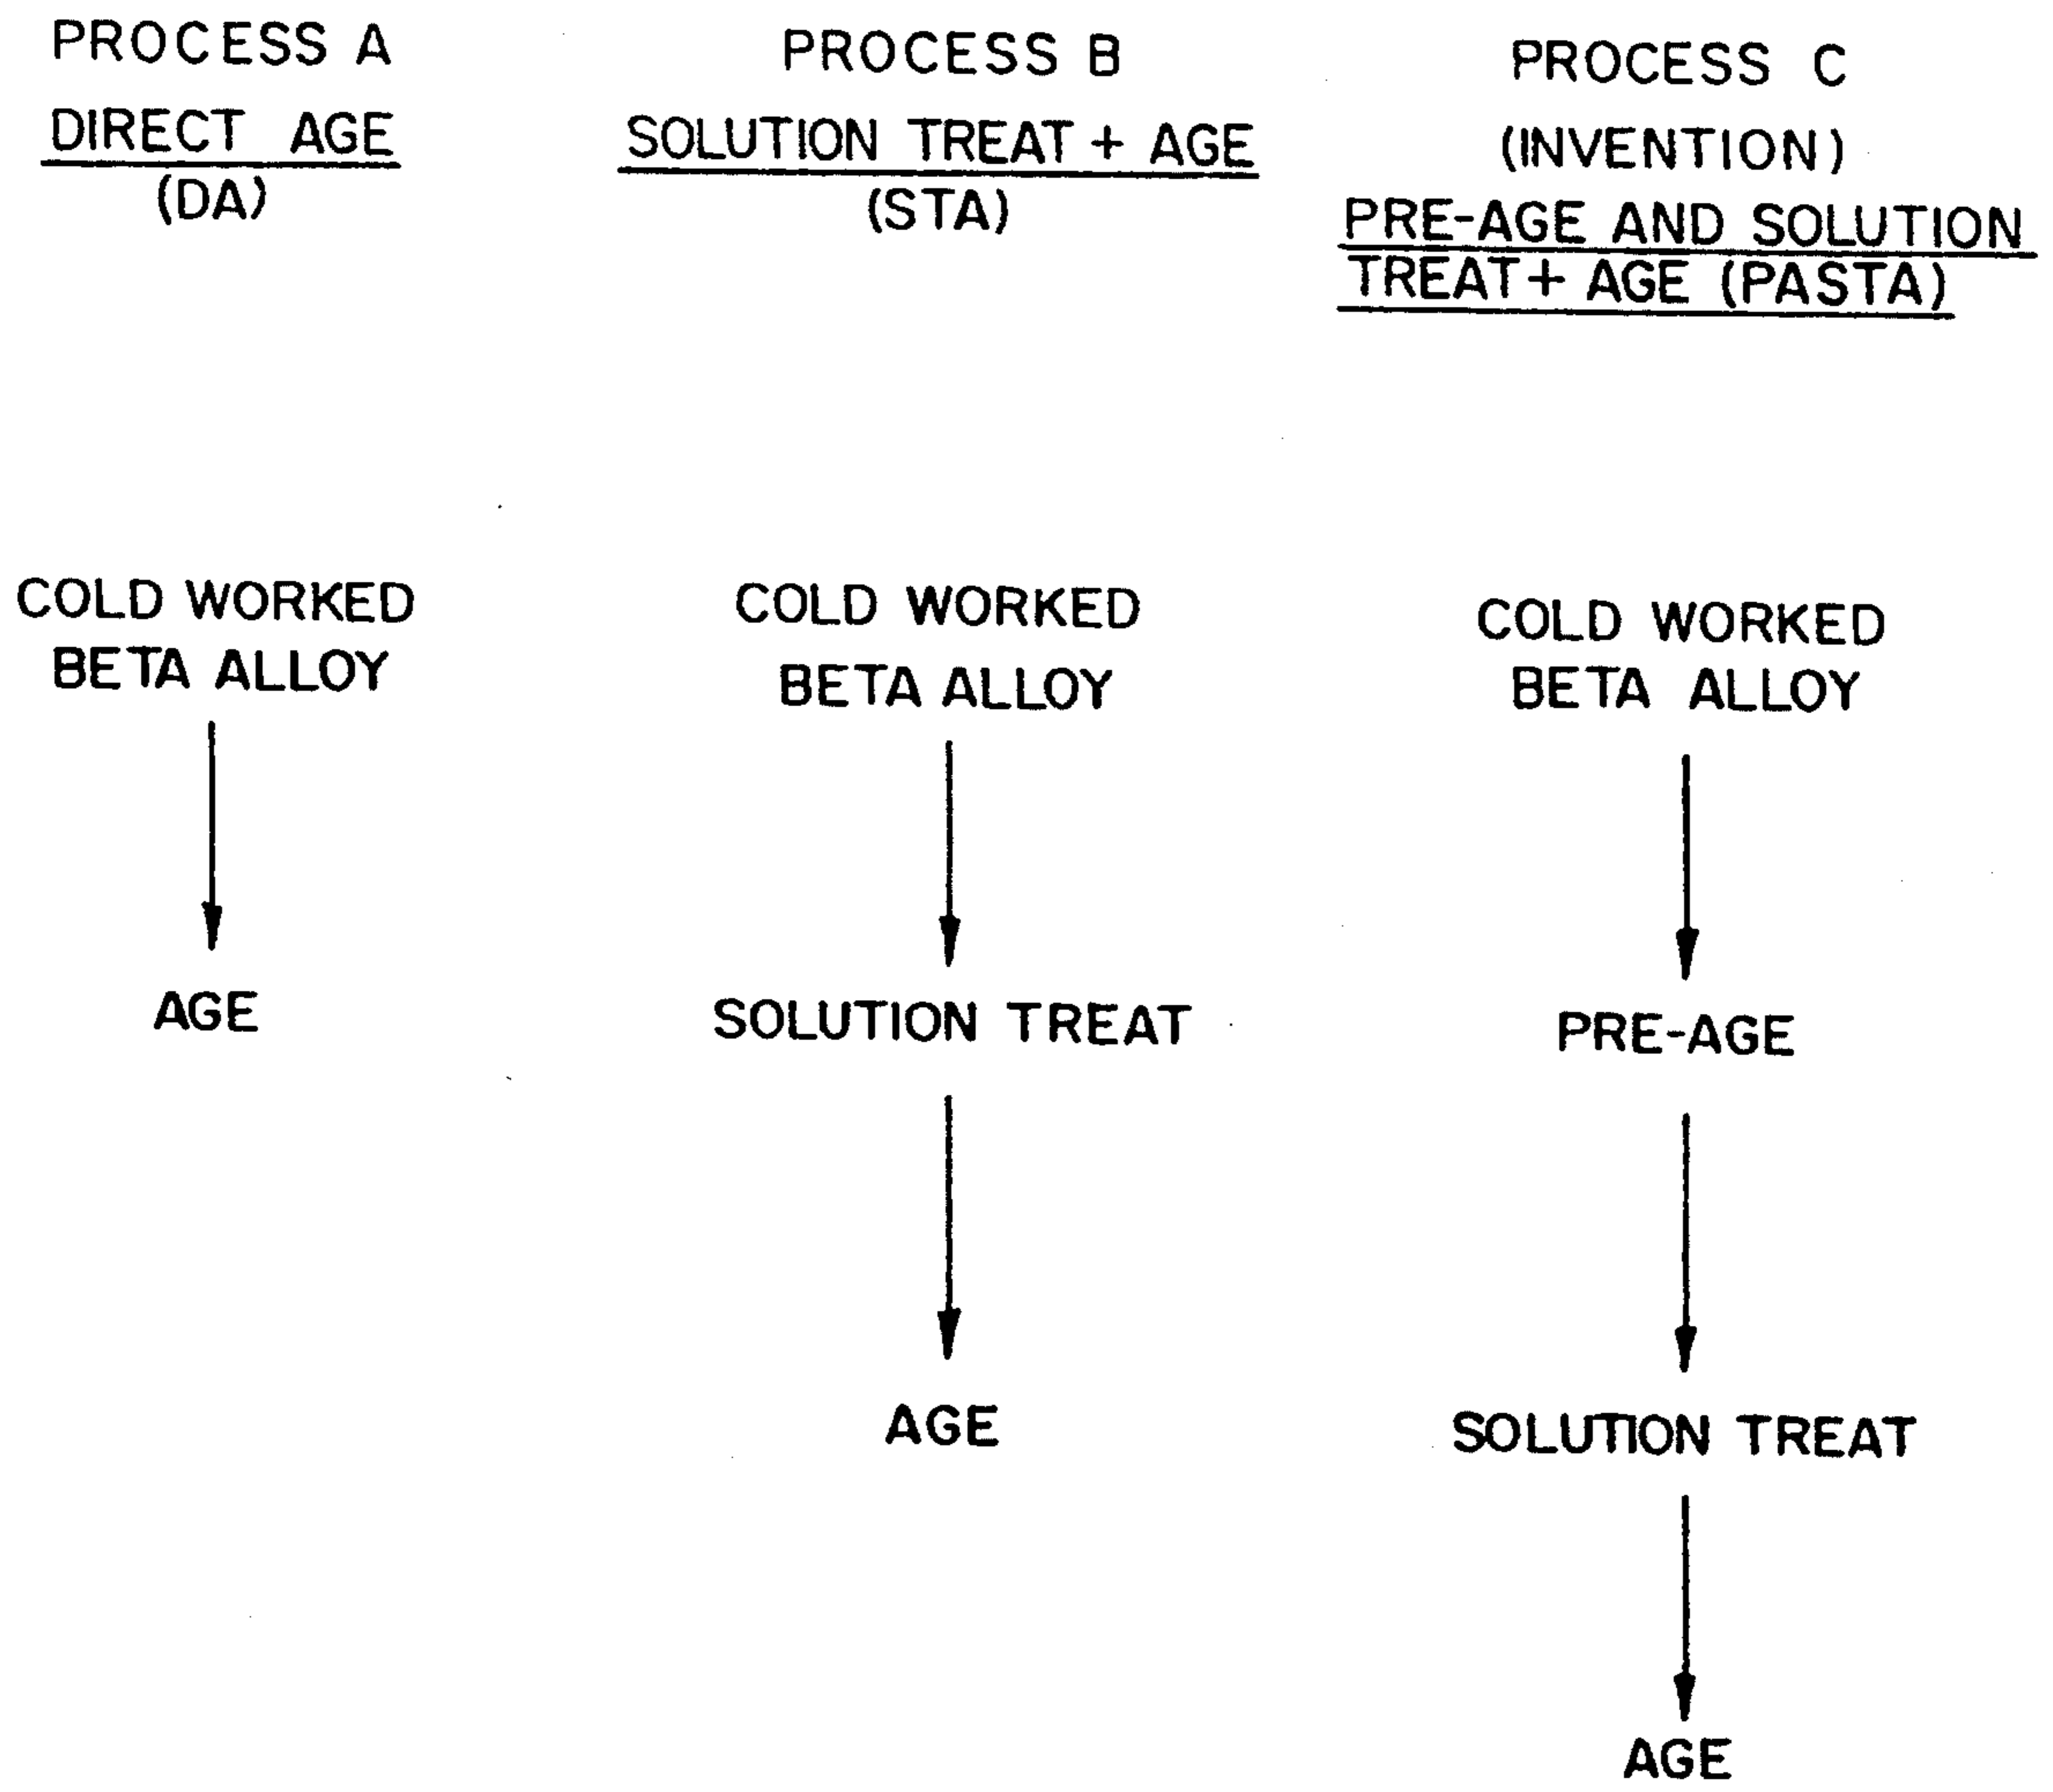 PROCESS A
DIRECT AGE
(DA)
COLD WORKED
BETA ALLOY
AGE
PROCESS B
SOLUTION TREAT + AGE
(STA)
COLD WORKED
BETA ALLOY
SOLUTION TREAT
AGE
PROCESS C
(INVENTION)
PRE-AGE AND SOLUTION
TREAT + AGE (PASTA)
COLD WORKED
BETA ALLOY
PRE-AGE
SOLUTION TREAT
AGE